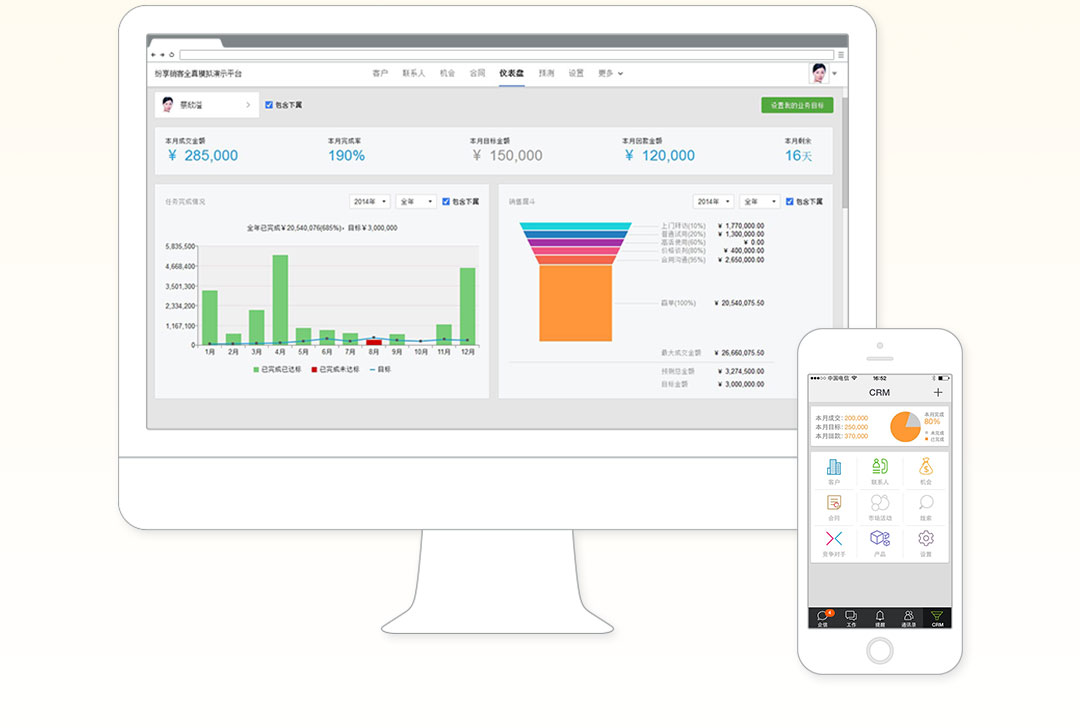 纷享销客全真模拟演示平台
客户 联系人 机会 合同 仪表盘 预测 设置 更多
包含下属
设置我的业务目标
本月成交金额 本月完成率 本月目标金额 本月回款金额 本月剩余
¥ 285,000 190% ¥ 150,000 ¥ 120,000 16天
任务完成情况 2014年 全年 包含下属
全年已完成¥20,540,076(685%), 目标¥3,000,000
5,835,500
4,668,400
3,501,300
2,334,200
1,167,100
0
1月 2月 3月 4月 5月 6月 7月 8月 9月 10月 11月 12月
已完成已达标 已完成未达标 目标
销售漏斗 2014年 全年 包含下属
上门拜访(10%) ¥ 1,770,000.00
普通试用(20%) ¥ 1,300,000.00
高活使用(60%) ¥ 0.00
价格谈判(80%) ¥ 400,000.00
合同沟通(95%) ¥ 2,650,000.00
赢单(100%) ¥ 20,540,075.50
最大成交金额 ¥ 26,660,075.50
预测总金额 ¥ 3,274,500.00
目标金额 ¥ 3,000,000.00
中国电信 16:52
CRM +
本月成交: 200,000
本月目标: 250,000
本月回款: 370,000
本月完成
80%
未完成
已完成
客户 联系人 机会
合同 市场活动 线索
竞争对手 产品 设置
4
企信 工作 提醒 通讯录 CRM